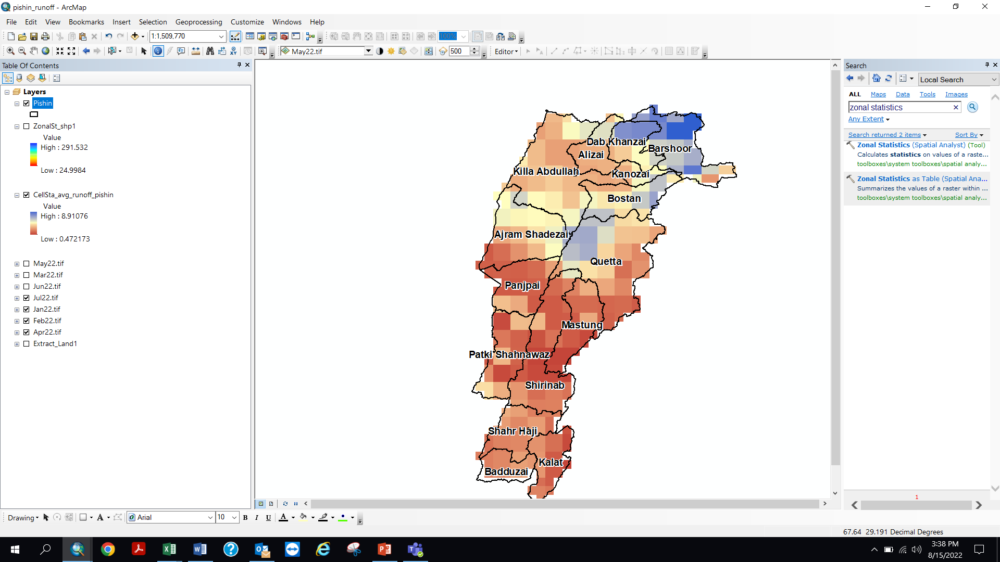 pishin_runoff - ArcMap
File Edit View Bookmarks Insert Selection Geoprocessing Customize Windows Help
1:1,509,770
100%
May22.tif
500
Editor
Table Of Contents
Layers
Pishin
ZonalSt_shp1
Value
High : 291.532
Low : 24.9984
CellSta_avg_runoff_pishin
Value
High : 8.91076
Low : 0.472173
May22.tif
Mar22.tif
Jun22.tif
Jul22.tif
Jan22.tif
Feb22.tif
Apr22.tif
Extract_Land1
Dab Khanzai
Barshoor
Alizai
Killa Abdullah
Kanozai
Bostan
Ajram Shadezai
Quetta
Panjpai
Mastung
Patki Shahnawaz
Shirinab
Shahr Haji
Kalat
Badduzai
Search
Local Search
ALL Maps Data Tools Images
zonal statistics
Any Extent
Search returned 2 items Sort By
Zonal Statistics (Spatial Analyst) (Tool)
Calculates statistics on values of a raste...
toolboxes\system toolboxes\spatial analy...
Zonal Statistics as Table (Spatial Ana...
Summarizes the values of a raster within ...
toolboxes\system toolboxes\spatial analy...
1
Drawing
A
Arial
10
B I U A
67.64 29.191 Decimal Degrees
3:38 PM
8/15/2022